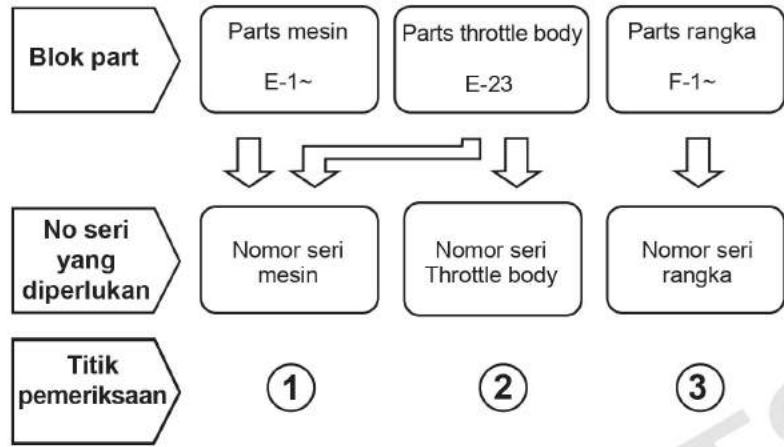 Blok part
Parts mesin
E-1~
Parts throttle body
E-23
Parts rangka
F-1~
No seri
yang
diperlukan
Nomor seri
mesin
Nomor seri
Throttle body
Nomor seri
rangka
Titik
pemeriksaan
1
2
3